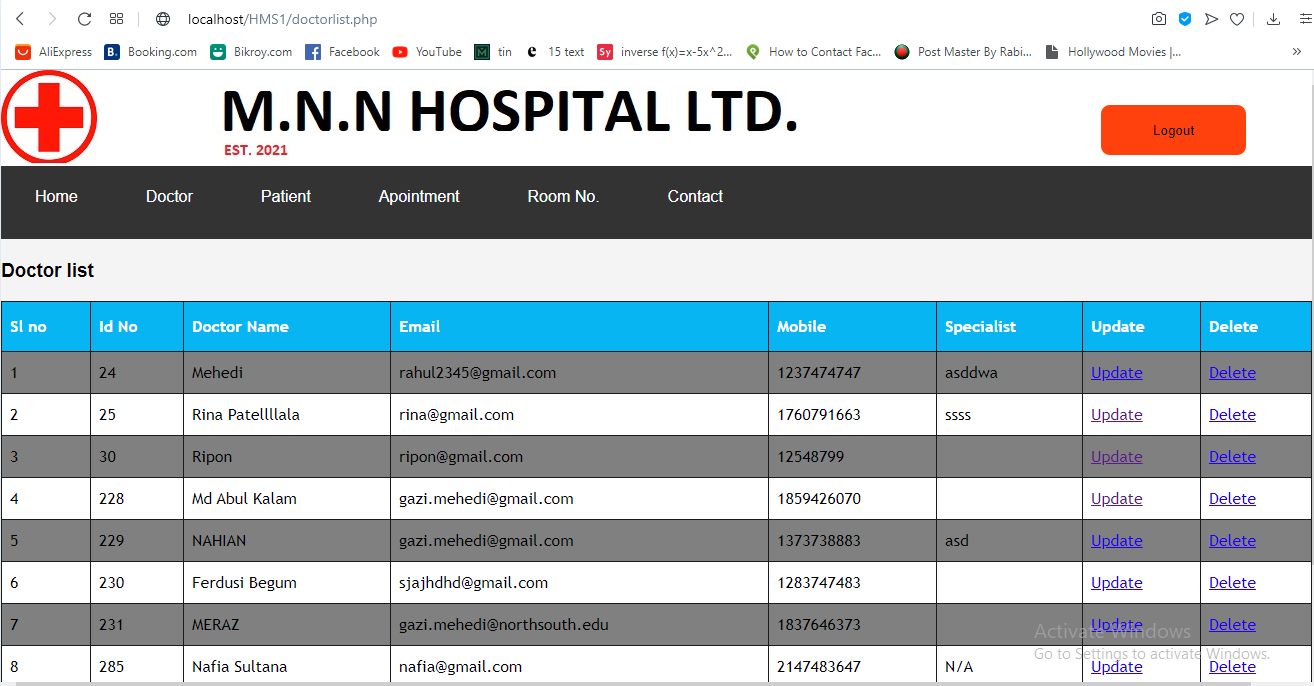 localhost/HMS1/doctorlist.php
AliExpress B. Booking.com Bikroy.com Facebook YouTube M tin 15 text Sy inverse f(x)=x-5x^2... How to Contact Fac... Post Master By Rabi... Hollywood Movies |... »
M.N.N HOSPITAL LTD.
EST. 2021
Logout
Home Doctor Patient Apointment Room No. Contact
Doctor list
Sl no Id No Doctor Name Email Mobile Specialist Update Delete
1 24 Mehedi rahul2345@gmail.com 1237474747 asddwa Update Delete
2 25 Rina Patellllala rina@gmail.com 1760791663 ssss Update Delete
3 30 Ripon ripon@gmail.com 12548799 Update Delete
4 228 Md Abul Kalam gazi.mehedi@gmail.com 1859426070 Update Delete
5 229 NAHIAN gazi.mehedi@gmail.com 1373738883 asd Update Delete
6 230 Ferdusi Begum sjajhdhd@gmail.com 1283747483 Update Delete
7 231 MERAZ gazi.mehedi@northsouth.edu 1837646373 Update Delete
8 285 Nafia Sultana nafia@gmail.com 2147483647 N/A Update Delete
Activate Windows
Go to Settings to activate Windows.